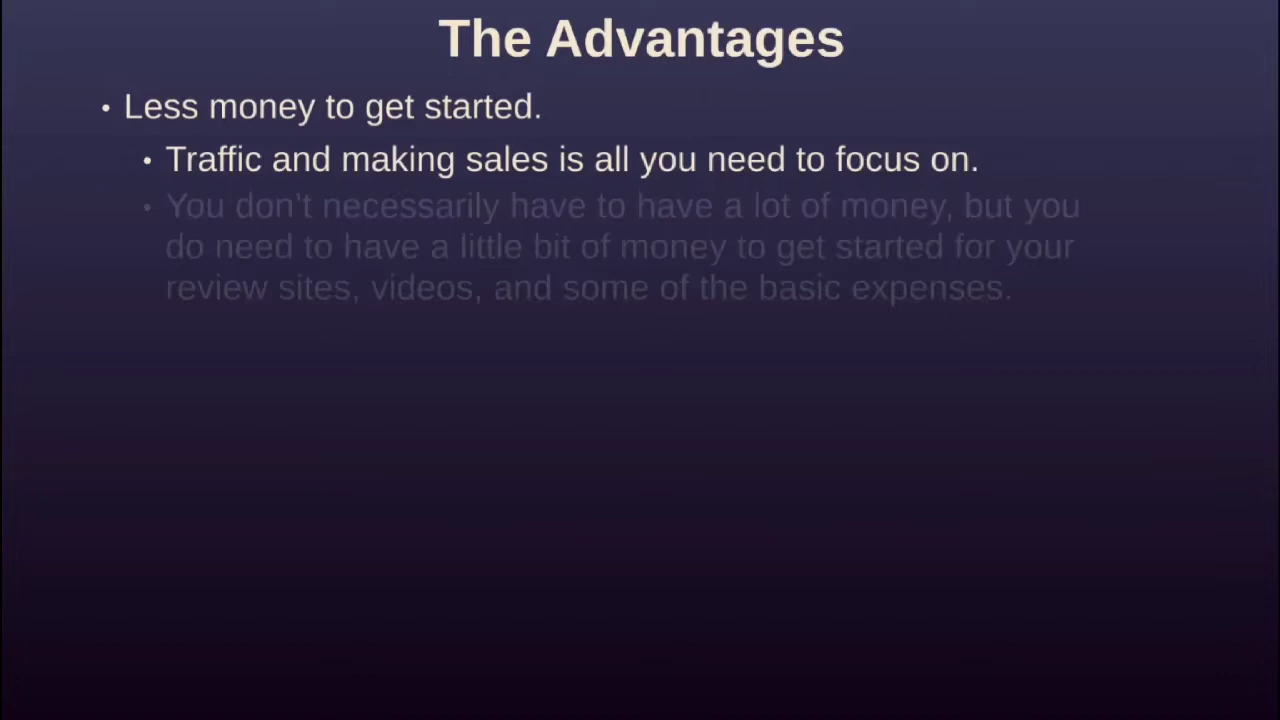 The Advantages
• Less money to get started.
• Traffic and making sales is all you need to focus on.
• You don’t necessarily have to have a lot of money, but you
do need to have a little bit of money to get started for your
review sites, videos, and some of the basic expenses.